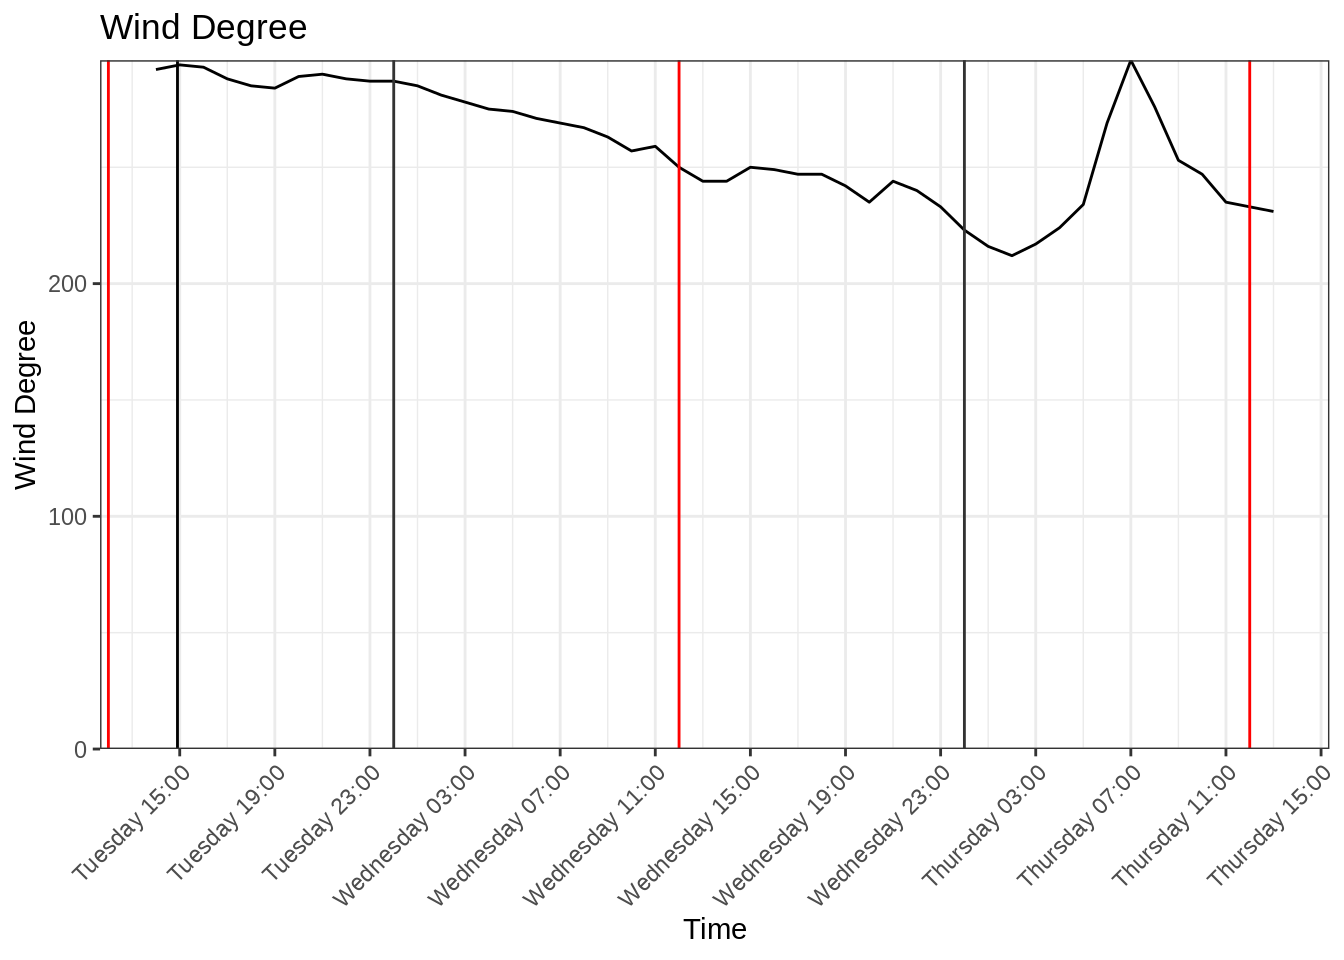 Wind Degree
Wind Degree
200
100
0
Tuesday 15:00
Tuesday 19:00
Tuesday 23:00
Wednesday 03:00
Wednesday 07:00
Wednesday 11:00
Wednesday 15:00
Wednesday 19:00
Wednesday 23:00
Thursday 03:00
Thursday 07:00
Thursday 11:00
Thursday 15:00
Time